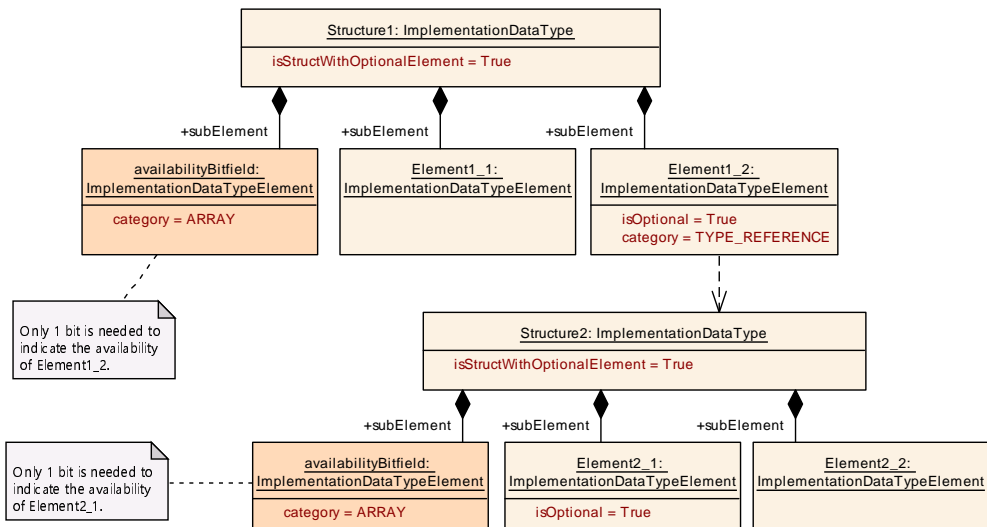 Structure1: ImplementationDataType
isStructWithOptionalElement = True
+subElement
+subElement
+subElement
availabilityBitfield:
ImplementationDataTypeElement
category = ARRAY
Element1_1:
ImplementationDataTypeElement
Element1_2:
ImplementationDataTypeElement
isOptional = True
category = TYPE_REFERENCE
Only 1 bit is needed to
indicate the availability
of Element1_2.
Structure2: ImplementationDataType
isStructWithOptionalElement = True
+subElement
+subElement
+subElement
Only 1 bit is needed to
indicate the availability
of Element2_1.
availabilityBitfield:
ImplementationDataTypeElement
category = ARRAY
Element2_1:
ImplementationDataTypeElement
isOptional = True
Element2_2:
ImplementationDataTypeElement